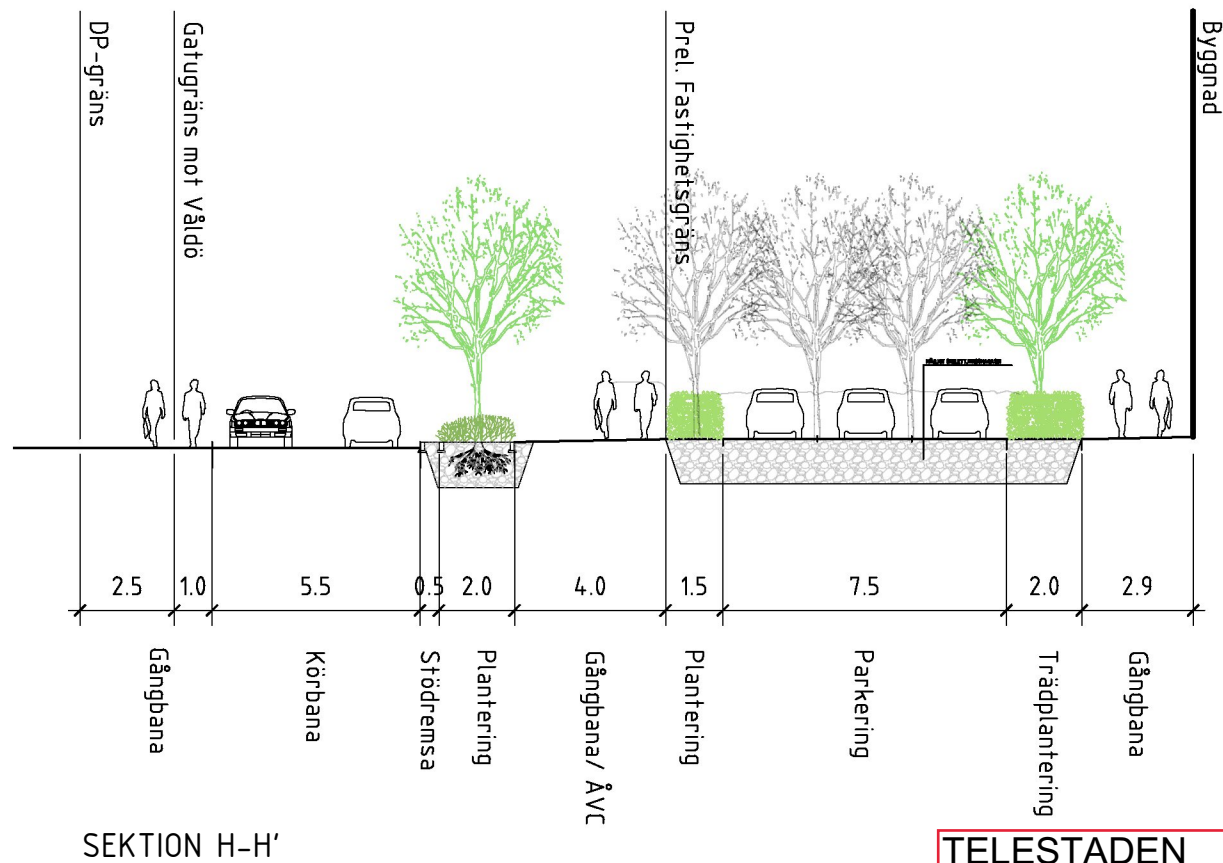 DP-gräns
Gatugräns mot Våldö
Prel. Fastighetsgräns
Byggnad
2.5
1.0
5.5
0.5
2.0
4.0
1.5
7.5
2.0
2.9
Gångbana
Körbana
Stödremsa
Plantering
Gångbana/ ÅVC
Plantering
Parkering
Trädplantering
Gångbana
SEKTION H-H'
TELESTADEN